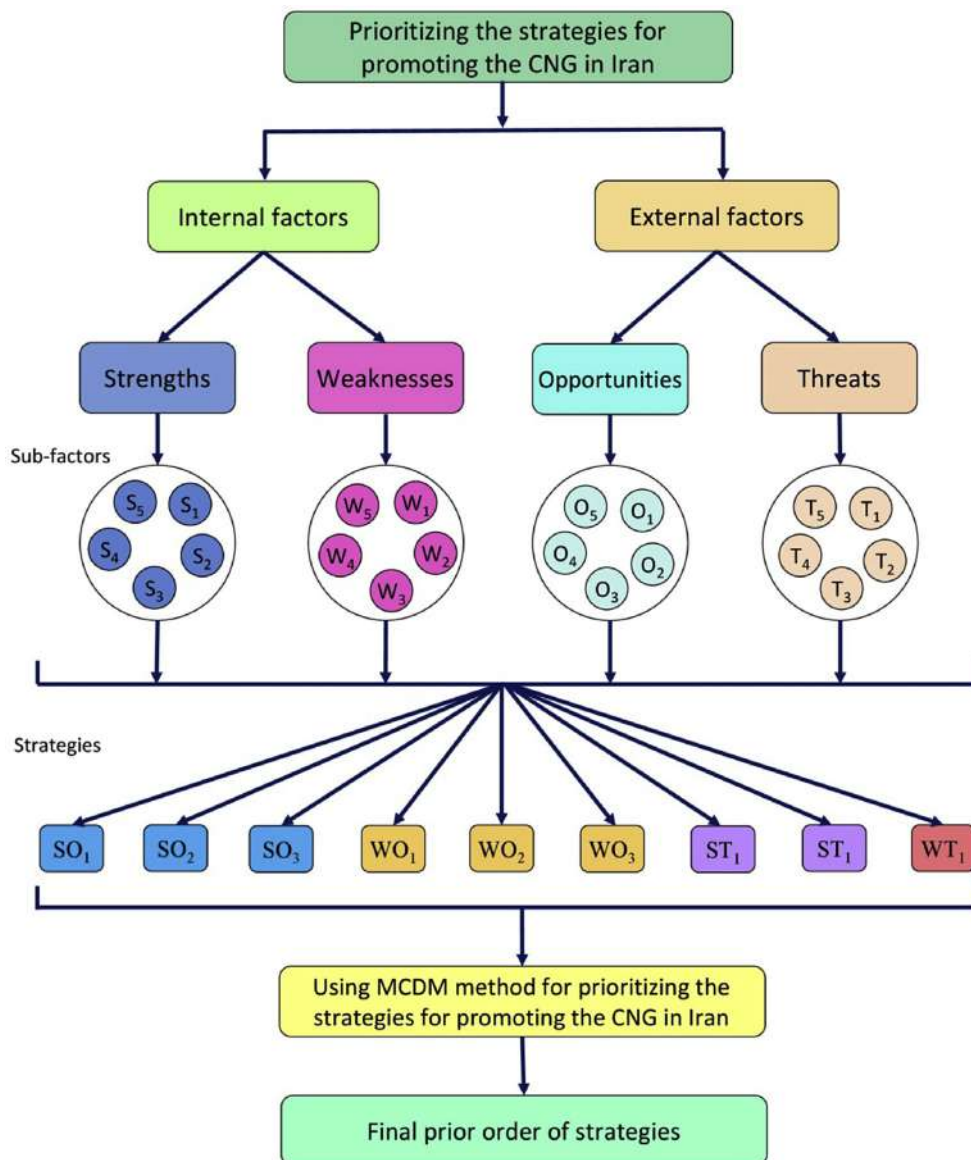 Prioritizing the strategies for
promoting the CNG in Iran
Internal factors
External factors
Strengths
Weaknesses
Opportunities
Threats
Sub-factors
S₅ S₁
S₄ S₂
S₃
W₅ W₁
W₄ W₂
W₃
O₅ O₁
O₄ O₂
O₃
T₅ T₁
T₄ T₂
T₃
Strategies
SO₁ SO₂ SO₃ WO₁ WO₂ WO₃ ST₁ ST₁ WT₁
Using MCDM method for prioritizing the
strategies for promoting the CNG in Iran
Final prior order of strategies